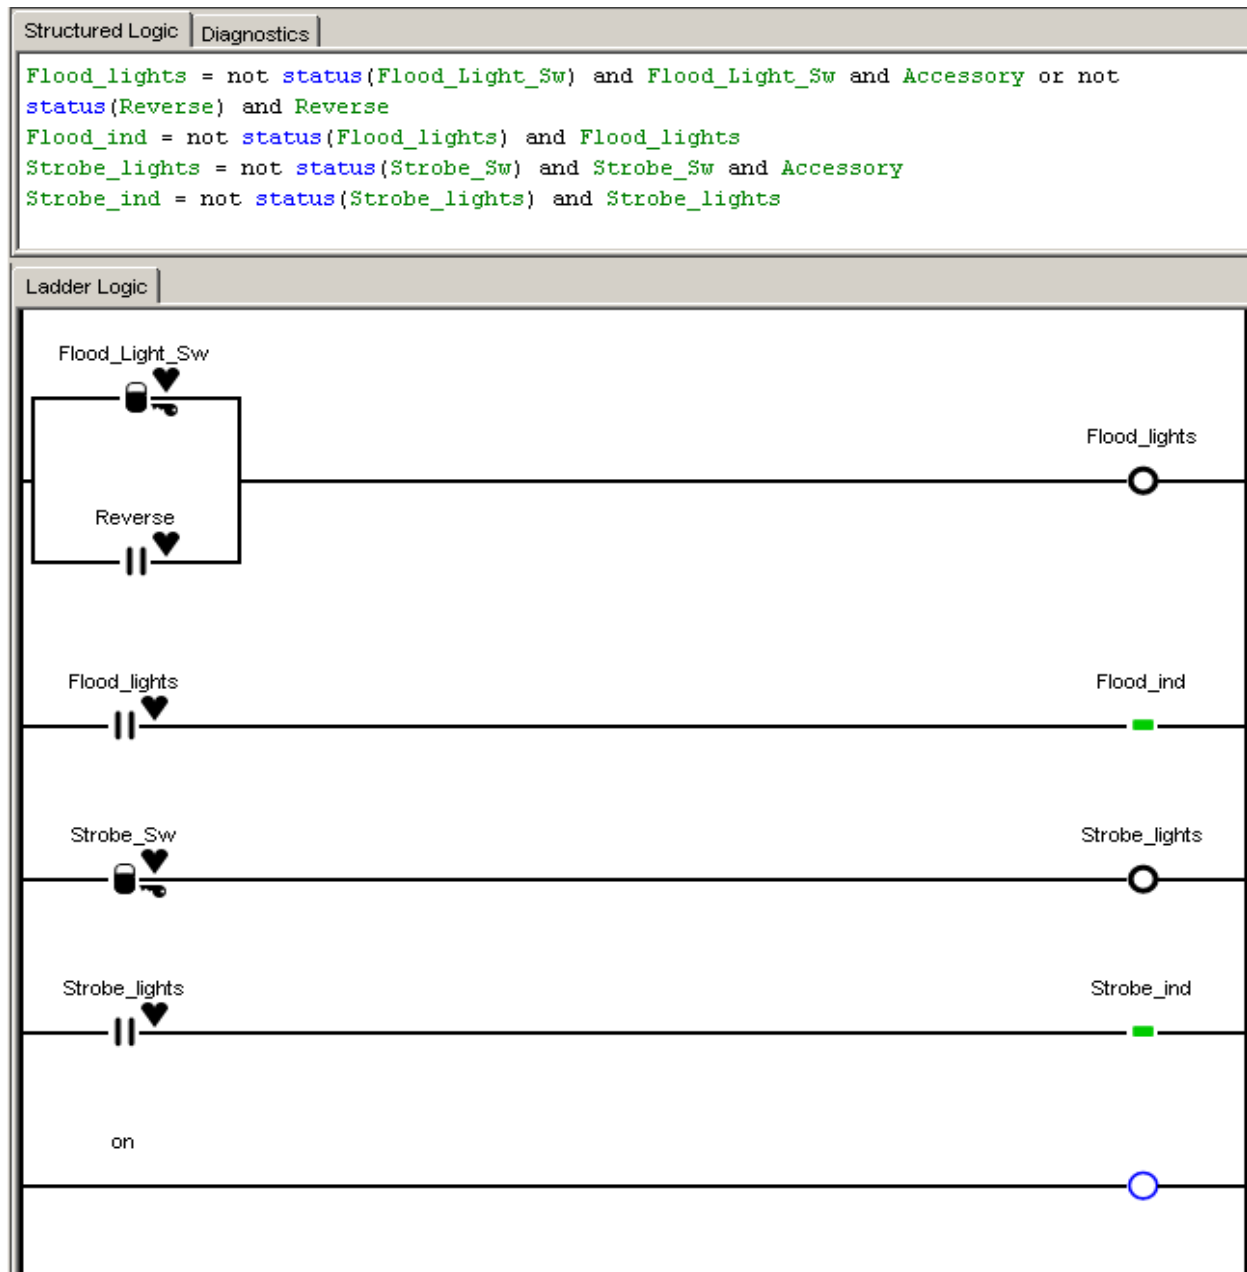 Structured Logic
Diagnostics
Flood_lights = not status(Flood_Light_Sw) and Flood_Light_Sw and Accessory or not
status(Reverse) and Reverse
Flood_ind = not status(Flood_lights) and Flood_lights
Strobe_lights = not status(Strobe_Sw) and Strobe_Sw and Accessory
Strobe_ind = not status(Strobe_lights) and Strobe_lights
Ladder Logic
Flood_Light_Sw
Flood_lights
Reverse
Flood_lights
Flood_ind
Strobe_Sw
Strobe_lights
Strobe_lights
Strobe_ind
on